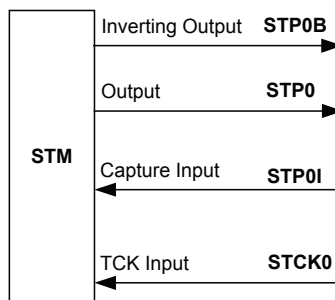 Inverting Output STP0B
Output STP0
STM
Capture Input STP0I
TCK Input STCK0